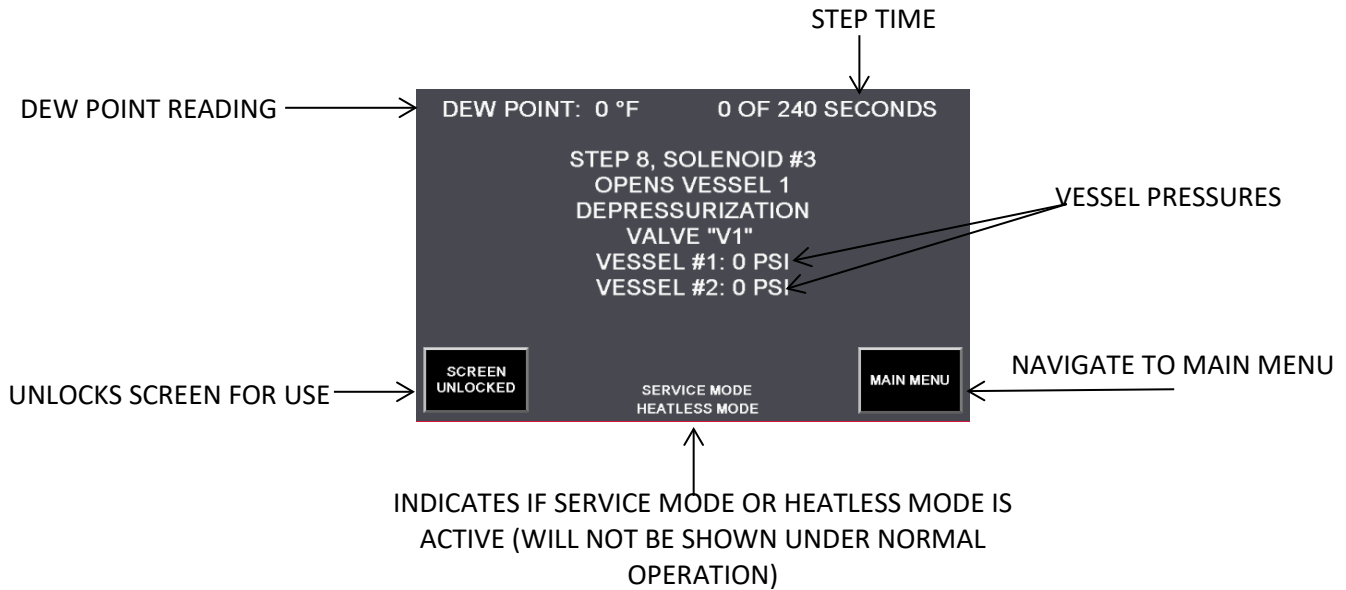 STEP TIME
DEW POINT READING
DEW POINT: 0 °F 0 OF 240 SECONDS
STEP 8, SOLENOID #3
OPENS VESSEL 1
DEPRESSURIZATION
VALVE "V1"
VESSEL #1: 0 PSI
VESSEL #2: 0 PSI
VESSEL PRESSURES
UNLOCKS SCREEN FOR USE
SCREEN
UNLOCKED
SERVICE MODE
HEATLESS MODE
MAIN MENU
NAVIGATE TO MAIN MENU
INDICATES IF SERVICE MODE OR HEATLESS MODE IS
ACTIVE (WILL NOT BE SHOWN UNDER NORMAL
OPERATION)